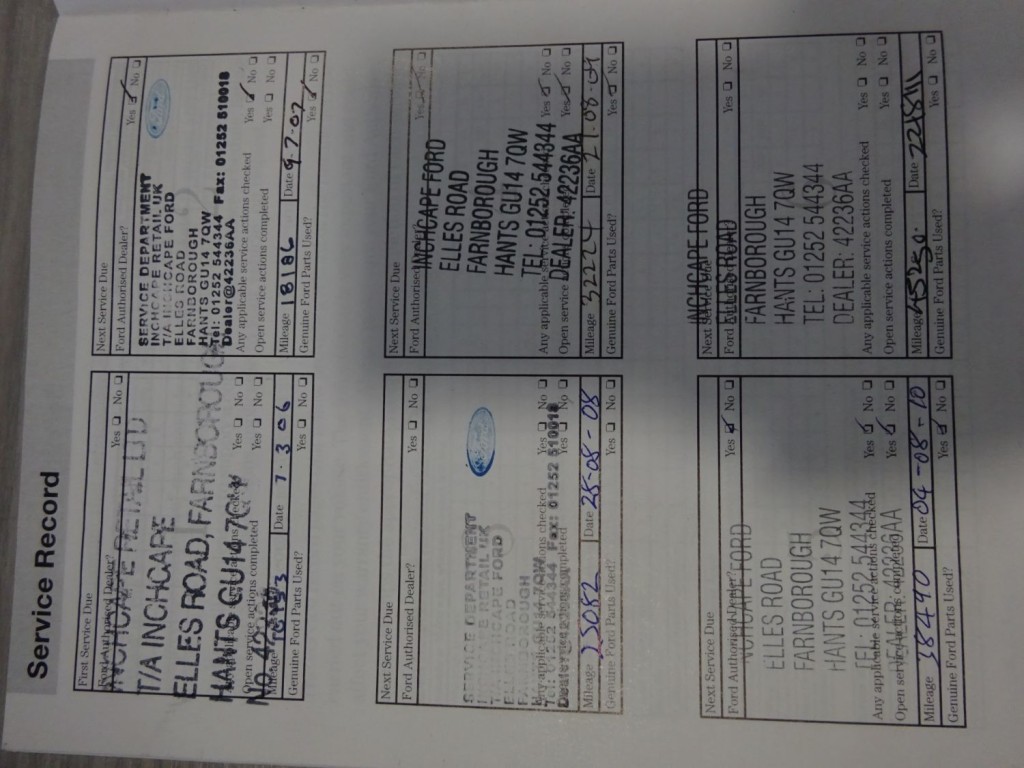 Service Record
First Service Due
Ford Authorised Dealer? Yes No
INCHCAPE RETAIL LTD
T/A INCHCAPE
ELLES ROAD, FARNBOROUGH
HANTS GU14 7QW
Yes No
Open service actions completed Yes No
Date 7·3 06
Genuine Ford Parts Used? Yes No
Next Service Due
Ford Authorised Dealer? Yes No
SERVICE DEPARTMENT
INCHCAPE RETAIL UK
T/A INCHCAPE FORD
ELLES ROAD
FARNBOROUGH
HANTS GU14 7QW
Tel: 01252 544344 Fax: 01252 510018
Dealer@42236AA
Any applicable service actions checked Yes No
Open service actions completed Yes No
Mileage 18186 Date 9-7-07
Genuine Ford Parts Used? Yes No
Next Service Due
Ford Authorised Dealer? Yes No
SERVICE DEPARTMENT
RETAIL UK
INCHCAPE FORD
ELLES ROAD
FARNBOROUGH
Any applicable service actions checked Yes No
Tel: 01252 544344 Fax: 01252 510018
Open service actions completed Yes No
Mileage 25082 Date 28-08-08
Genuine Ford Parts Used? Yes No
Next Service Due
Ford Authorised Yes No
INCHCAPE FORD
ELLES ROAD
FARNBOROUGH
HANTS GU14 7QW
TEL: 01252 544344
Any applicable Yes No
DEALER: 42236AA
Open service Yes No
Mileage 32224 Date 21-08-09
Genuine Ford Parts Used? Yes No
Next Service Due
Ford Authorised Dealer? Yes No
INCHCAPE FORD
ELLES ROAD
FARNBOROUGH
HANTS GU14 7QW
TEL: 01252 544344
Any applicable service actions checked Yes No
DEALER: 42236AA
Open service actions completed Yes No
Mileage 38490 Date 04-08-10
Genuine Ford Parts Used? Yes No
INCHCAPE FORD
Next Service Due
Ford Yes No
ELLES ROAD
FARNBOROUGH
HANTS GU14 7QW
TEL: 01252 544344
DEALER: 42236AA
Any applicable service actions checked Yes No
Open service actions completed Yes No
Mileage 45230. Date 22/8/11
Genuine Ford Parts Used? Yes No